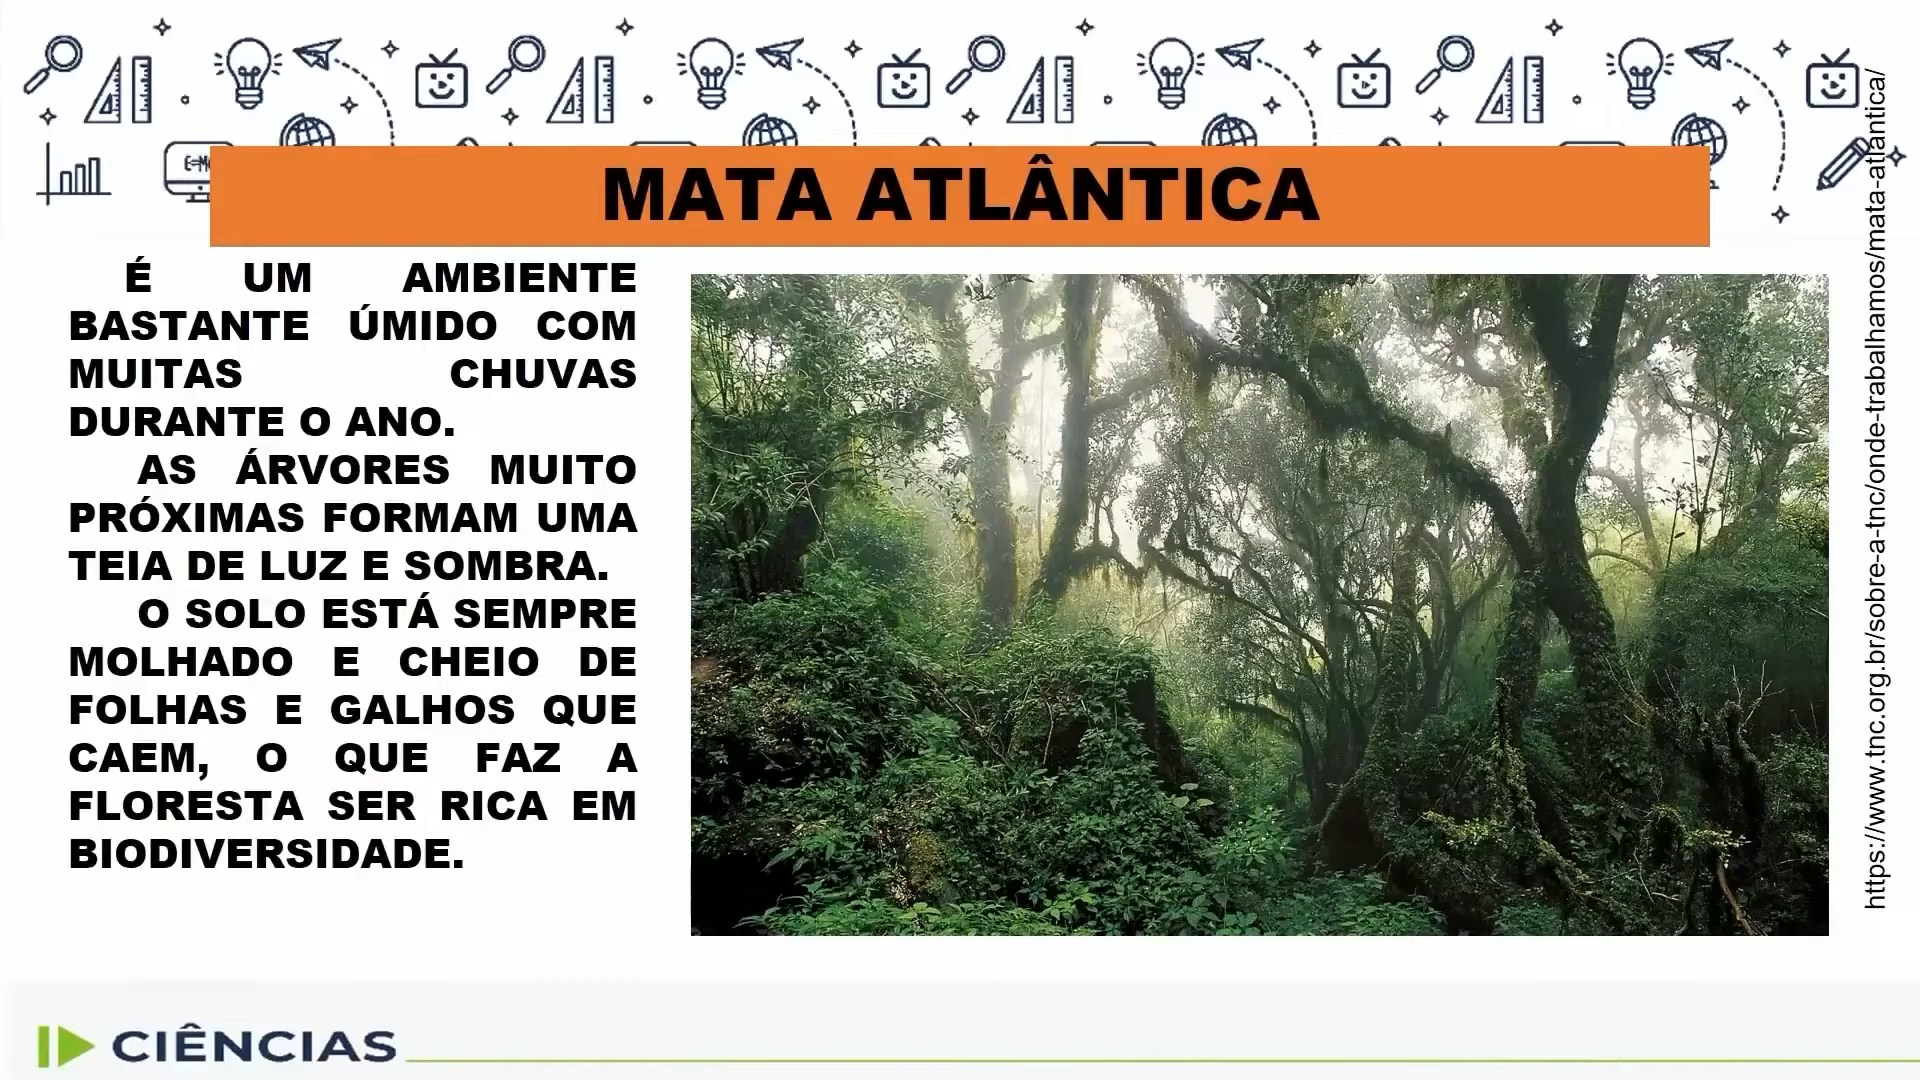 MATA ATLÂNTICA
É UM AMBIENTE
BASTANTE ÚMIDO COM
MUITAS CHUVAS
DURANTE O ANO.
AS ÁRVORES MUITO
PRÓXIMAS FORMAM UMA
TEIA DE LUZ E SOMBRA.
O SOLO ESTÁ SEMPRE
MOLHADO E CHEIO DE
FOLHAS E GALHOS QUE
CAEM, O QUE FAZ A
FLORESTA SER RICA EM
BIODIVERSIDADE.
https://www.tnc.org.br/sobre-a-tnc/onde-trabalhamos/mata-atlantica/
CIÊNCIAS